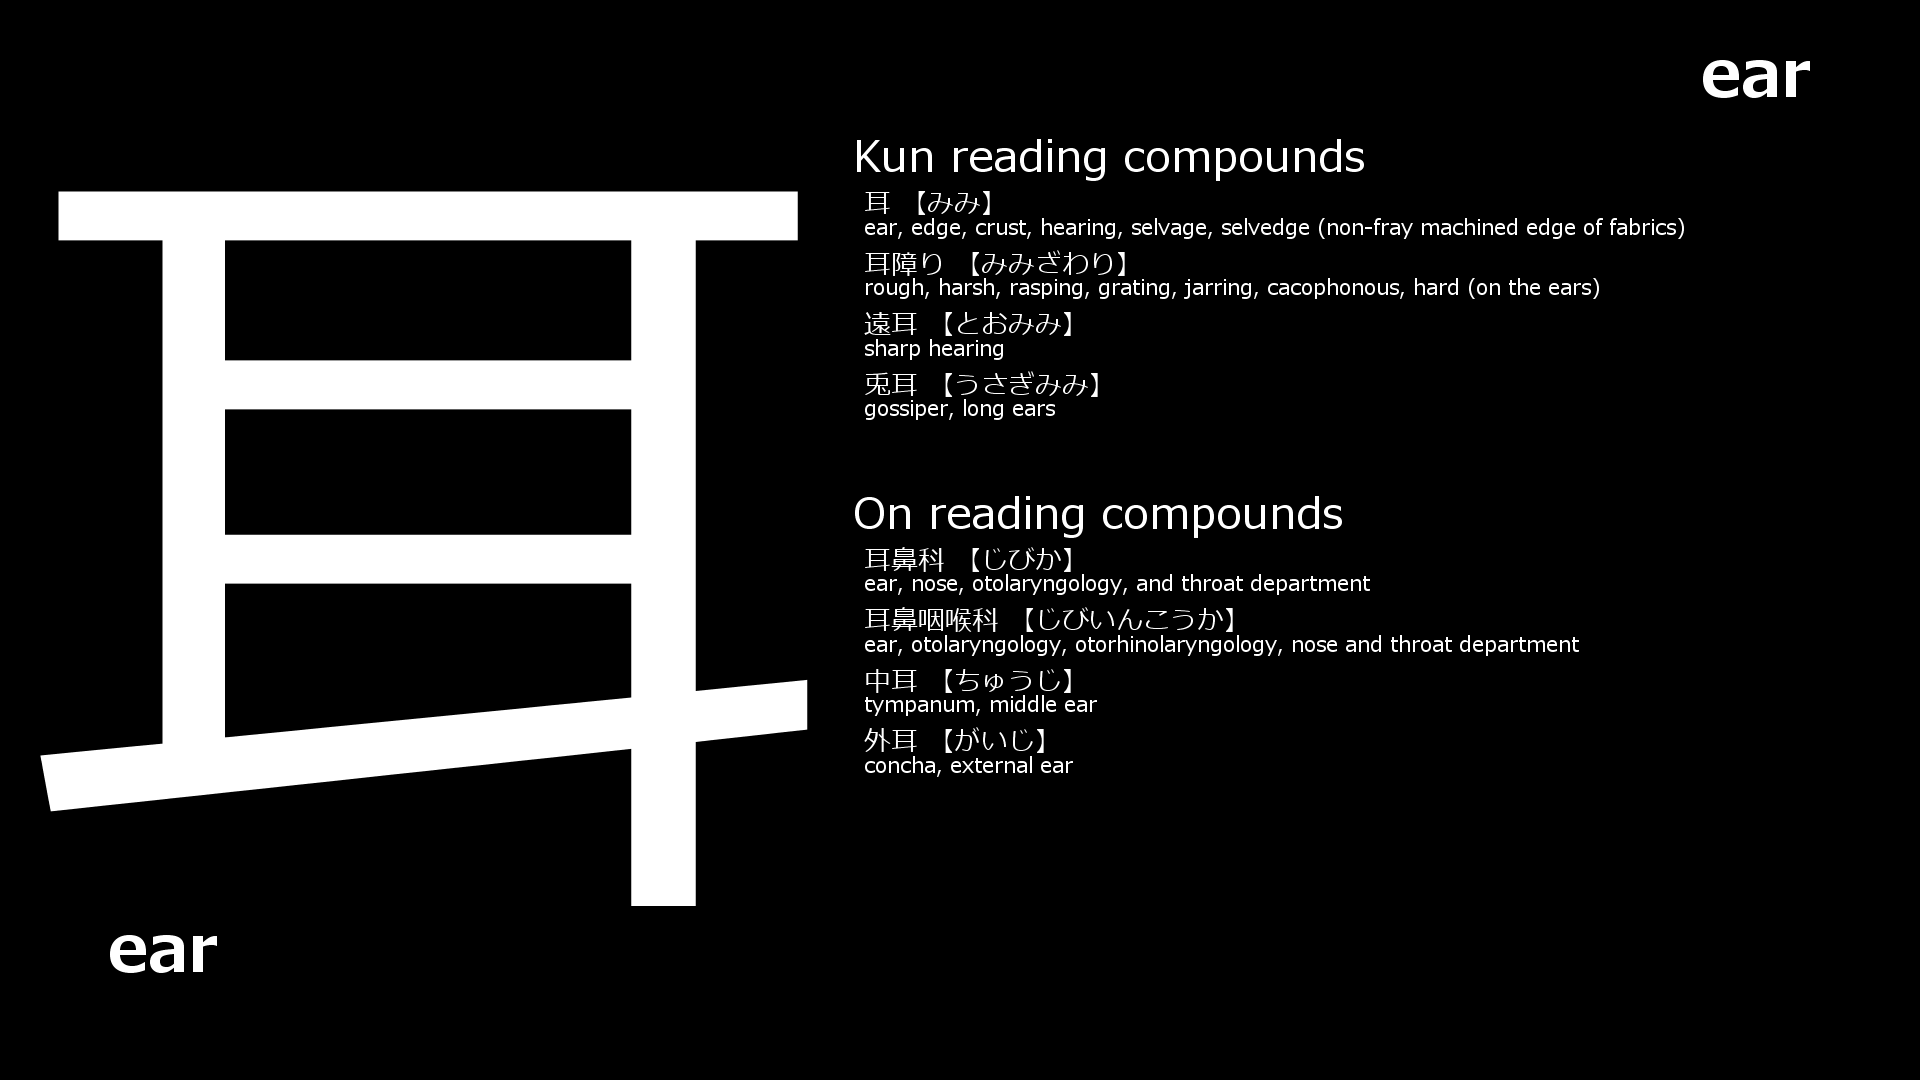 ear
耳
Kun reading compounds
耳 【みみ】
ear, edge, crust, hearing, selvage, selvedge (non-fray machined edge of fabrics)
耳障り 【みみざわり】
rough, harsh, rasping, grating, jarring, cacophonous, hard (on the ears)
遠耳 【とおみみ】
sharp hearing
兎耳 【うさぎみみ】
gossiper, long ears
On reading compounds
耳鼻科 【じびか】
ear, nose, otolaryngology, and throat department
耳鼻咽喉科 【じびいんこうか】
ear, otolaryngology, otorhinolaryngology, nose and throat department
中耳 【ちゅうじ】
tympanum, middle ear
外耳 【がいじ】
concha, external ear
ear